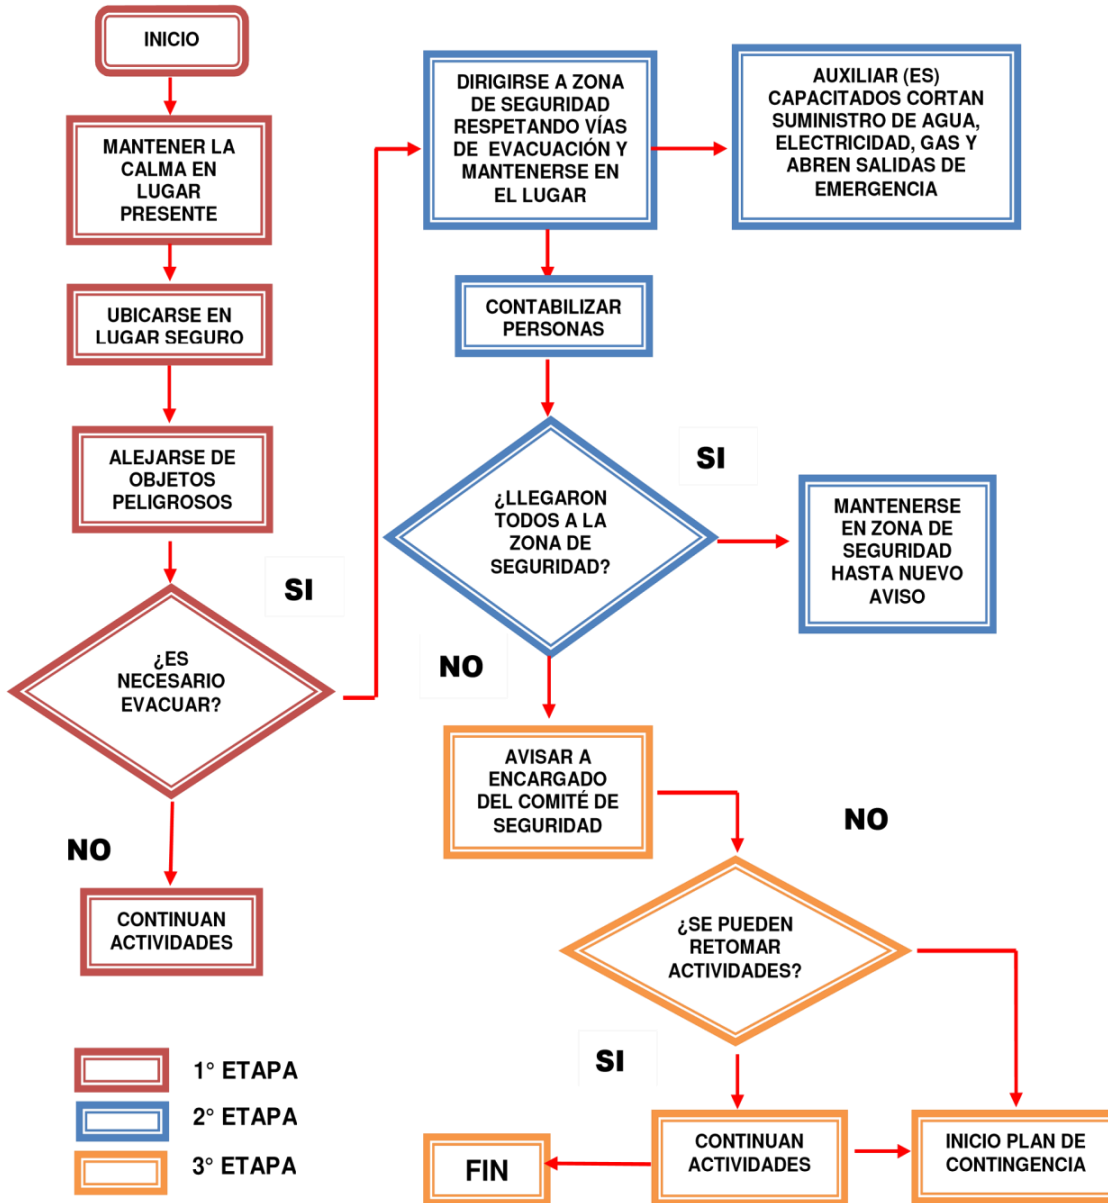 INICIO
MANTENER LA
CALMA EN
LUGAR
PRESENTE
UBICARSE EN
LUGAR SEGURO
ALEJARSE DE
OBJETOS
PELIGROSOS
SI
¿ES
NECESARIO
EVACUAR?
NO
CONTINUAN
ACTIVIDADES
DIRIGIRSE A ZONA
DE SEGURIDAD
RESPETANDO VÍAS
DE EVACUACIÓN Y
MANTENERSE EN
EL LUGAR
AUXILIAR (ES)
CAPACITADOS CORTAN
SUMINISTRO DE AGUA,
ELECTRICIDAD, GAS Y
ABREN SALIDAS DE
EMERGENCIA
CONTABILIZAR
PERSONAS
¿LLEGARON
TODOS A LA
ZONA DE
SEGURIDAD?
SI
MANTENERSE
EN ZONA DE
SEGURIDAD
HASTA NUEVO
AVISO
NO
AVISAR A
ENCARGADO
DEL COMITÉ DE
SEGURIDAD
NO
¿SE PUEDEN
RETOMAR
ACTIVIDADES?
SI
CONTINUAN
ACTIVIDADES
INICIO PLAN DE
CONTINGENCIA
FIN
1° ETAPA
2° ETAPA
3° ETAPA